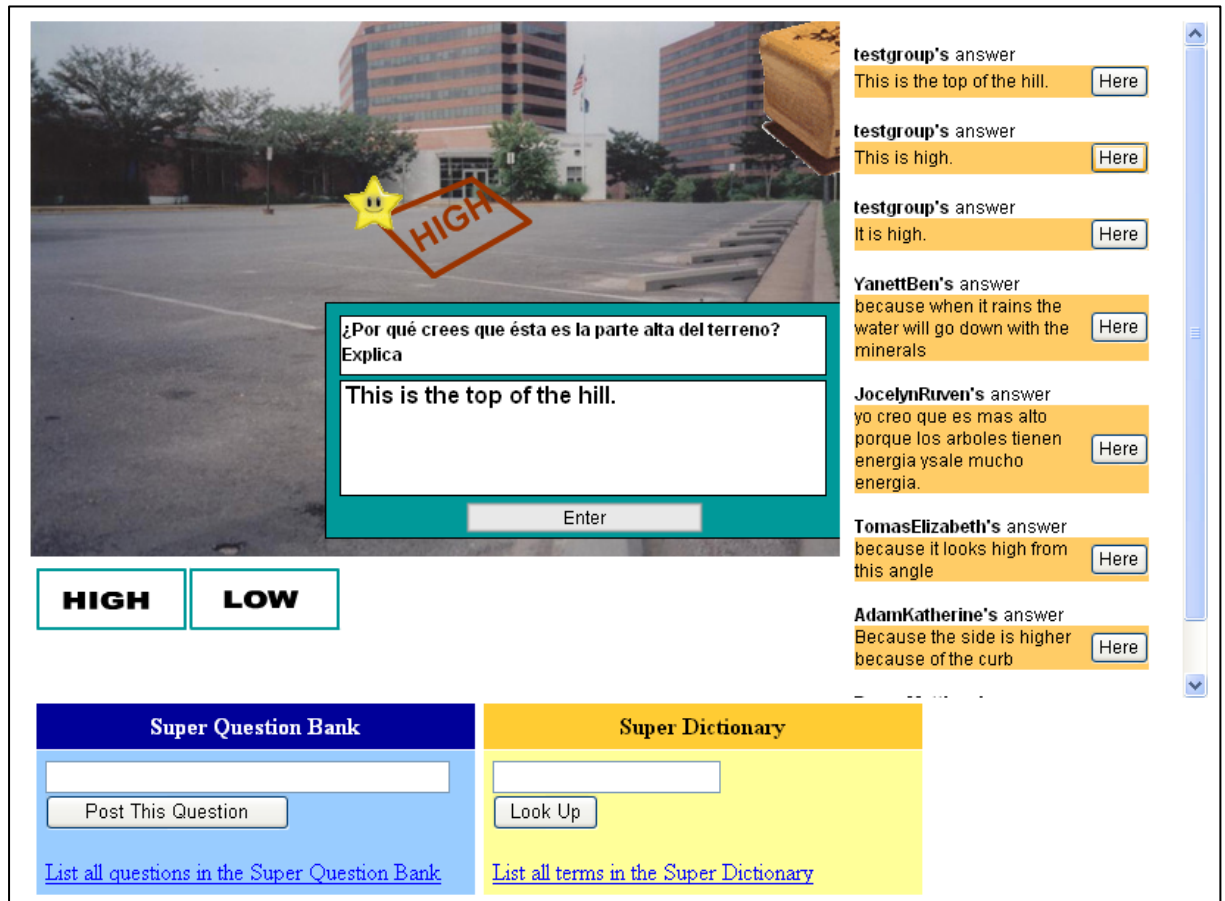 HIGH
¿Por qué crees que ésta es la parte alta del terreno?
Explica
This is the top of the hill.
Enter
HIGH
LOW
testgroup's answer
This is the top of the hill.
Here
testgroup's answer
This is high.
Here
testgroup's answer
It is high.
Here
YanettBen's answer
because when it rains the
water will go down with the
minerals
Here
JocelynRuven's answer
yo creo que es mas alto
porque los arboles tienen
energia ysale mucho
energia.
Here
TomasElizabeth's answer
because it looks high from
this angle
Here
AdamKatherine's answer
Because the side is higher
because of the curb
Here
Super Question Bank
Post This Question
List all questions in the Super Question Bank
Super Dictionary
Look Up
List all terms in the Super Dictionary